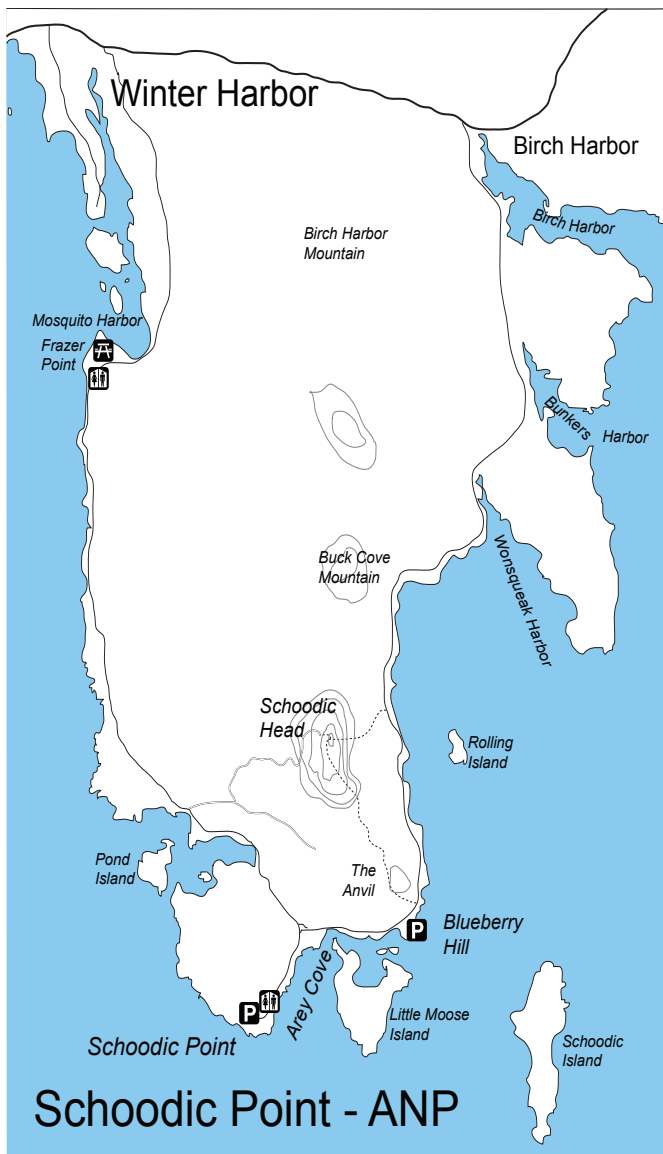 Winter Harbor
Birch Harbor
Birch Harbor
Birch Harbor
Mountain
Mosquito Harbor
Frazer
Point
Bunkers
Harbor
Wonsqueak Harbor
Buck Cove
Mountain
Schoodic
Head
Rolling
Island
Pond
Island
The
Anvil
P
Blueberry
Hill
Arey Cove
P
Little Moose
Island
Schoodic Point
Schoodic
Island
Schoodic Point - ANP